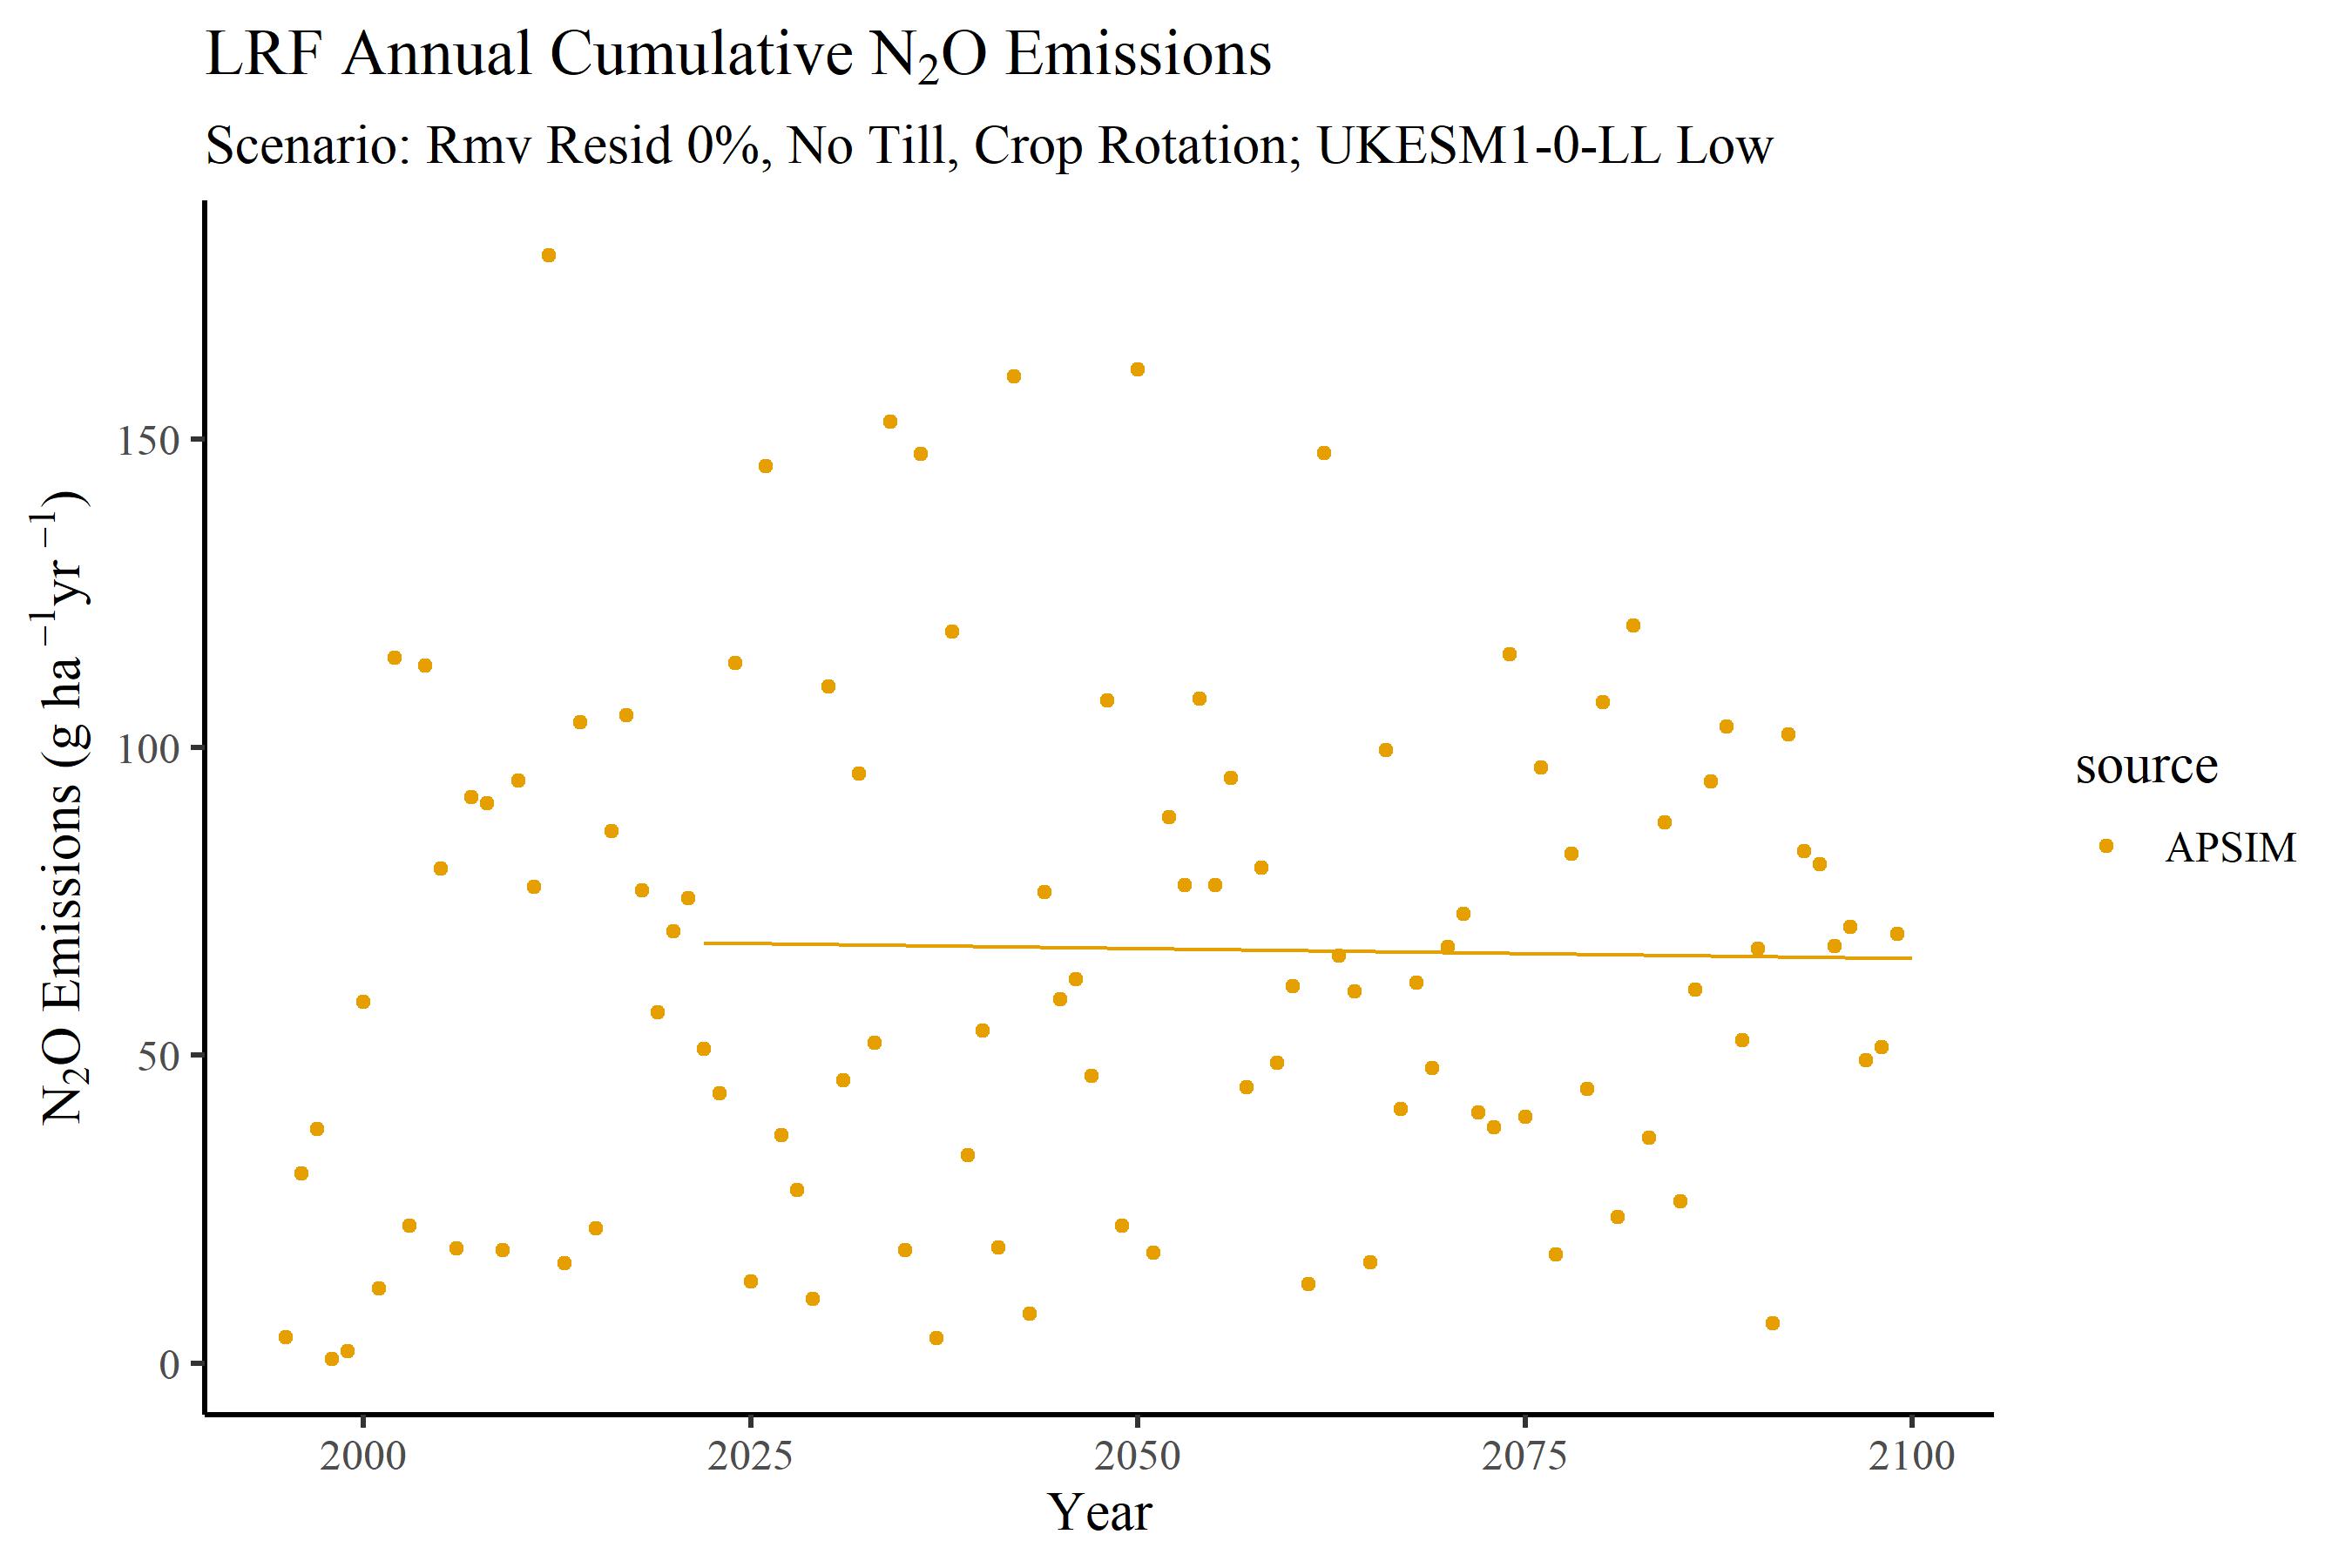 LRF Annual Cumulative N₂O Emissions
Scenario: Rmv Resid 0%, No Till, Crop Rotation; UKESM1-0-LL Low
N₂O Emissions (g ha ⁻¹yr ⁻¹)
150
100
50
0
2000 2025 2050 2075 2100
Year
source
APSIM